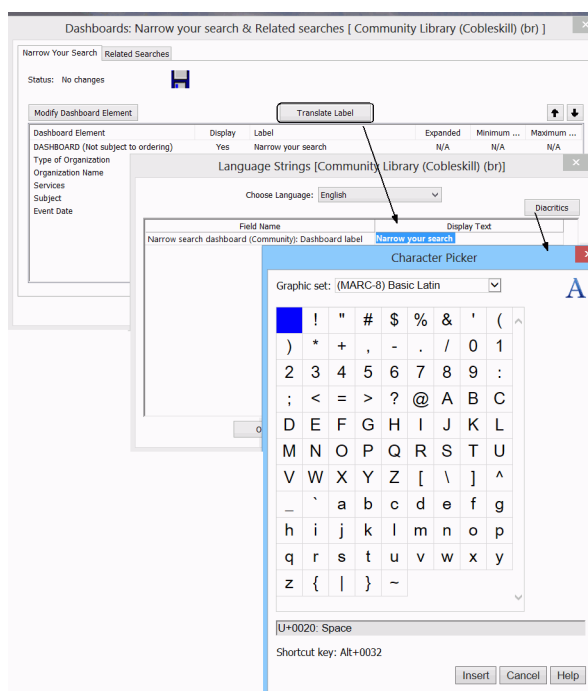 Dashboards: Narrow your search & Related searches [ Community Library (Cobleskill) (br) ]
Narrow Your Search Related Searches
Status: No changes
Modify Dashboard Element Translate Label
Dashboard Element Display Label Expanded Minimum ... Maximum ...
DASHBOARD (Not subject to ordering) Yes Narrow your search N/A N/A N/A
Type of Organization
Organization Name
Services
Subject
Event Date
Language Strings [Community Library (Cobleskill) (br)]
Choose Language: English
Diacritics
Field Name Display Text
Narrow search dashboard (Community): Dashboard label Narrow your search
Character Picker
Graphic set: (MARC-8) Basic Latin
A
! " # $ % & ' (
) * + , - . / 0 1
2 3 4 5 6 7 8 9 :
; < = > ? @ A B C
D E F G H I J K L
M N O P Q R S T U
V W X Y Z [ \ ] ^
_ ` a b c d e f g
h i j k l m n o p
q r s t u v w x y
z { | } ~
U+0020: Space
Shortcut key: Alt+0032
Insert Cancel Help